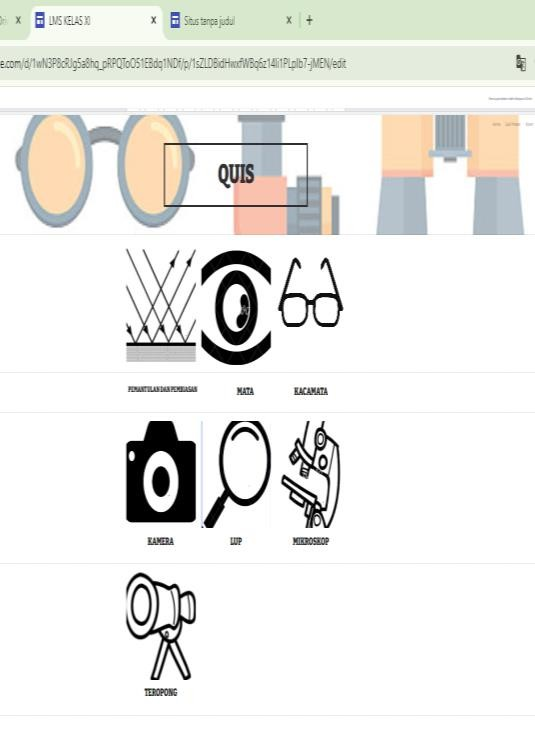 LMS KELAS XI
Situs tanpa judul
e.com/d/1wN3P8cRJg5a8hq_pRPQToO51EBdq1NDf/p/1sZLDBidHwxfWBq6z14Ii1PLpIb7-jMEN/edit
QUIS
PEMANTULAN DAN PEMBIASAN
MATA
KACAMATA
KAMERA
LUP
MIKROSKOP
TEROPONG